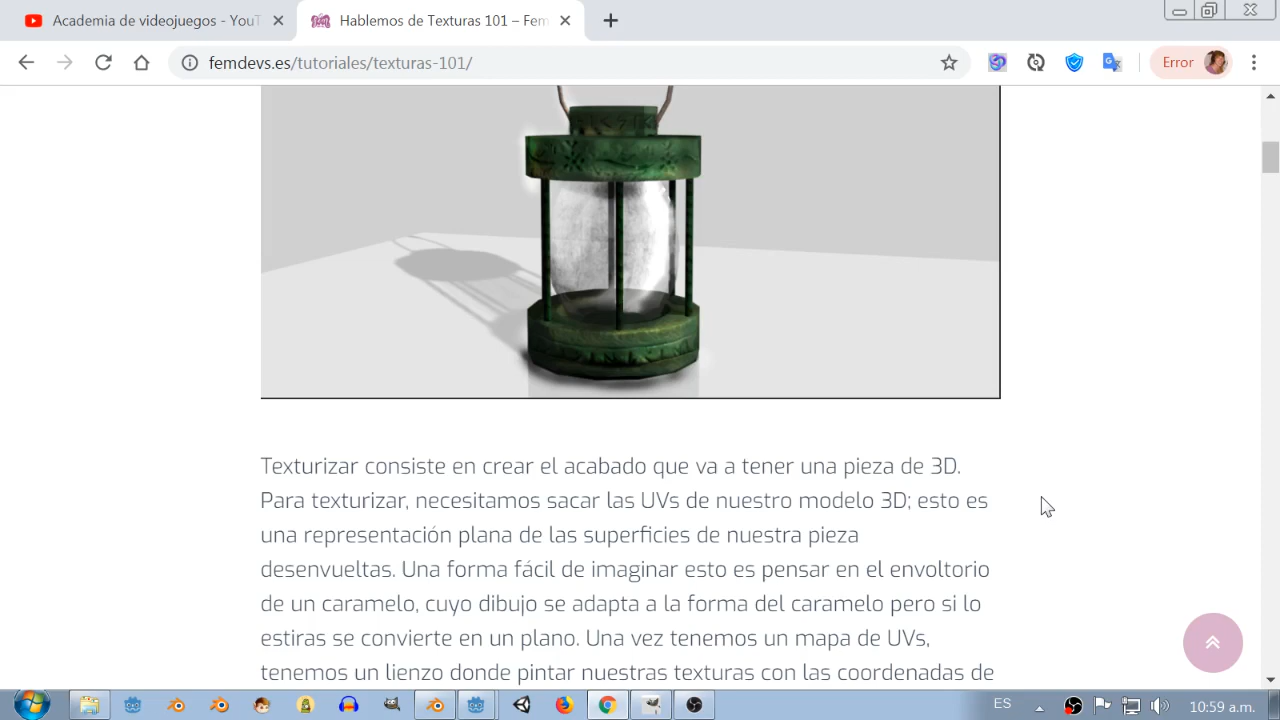 Academia de videojuegos - YouT
Hablemos de Texturas 101 – Fem
femdevs.es/tutoriales/texturas-101/
Error
Texturizar consiste en crear el acabado que va a tener una pieza de 3D.
Para texturizar, necesitamos sacar las UVs de nuestro modelo 3D; esto es
una representación plana de las superficies de nuestra pieza
desenvueltas. Una forma fácil de imaginar esto es pensar en el envoltorio
de un caramelo, cuyo dibujo se adapta a la forma del caramelo pero si lo
estiras se convierte en un plano. Una vez tenemos un mapa de UVs,
tenemos un lienzo donde pintar nuestras texturas con las coordenadas de
ES
10:59 a.m.